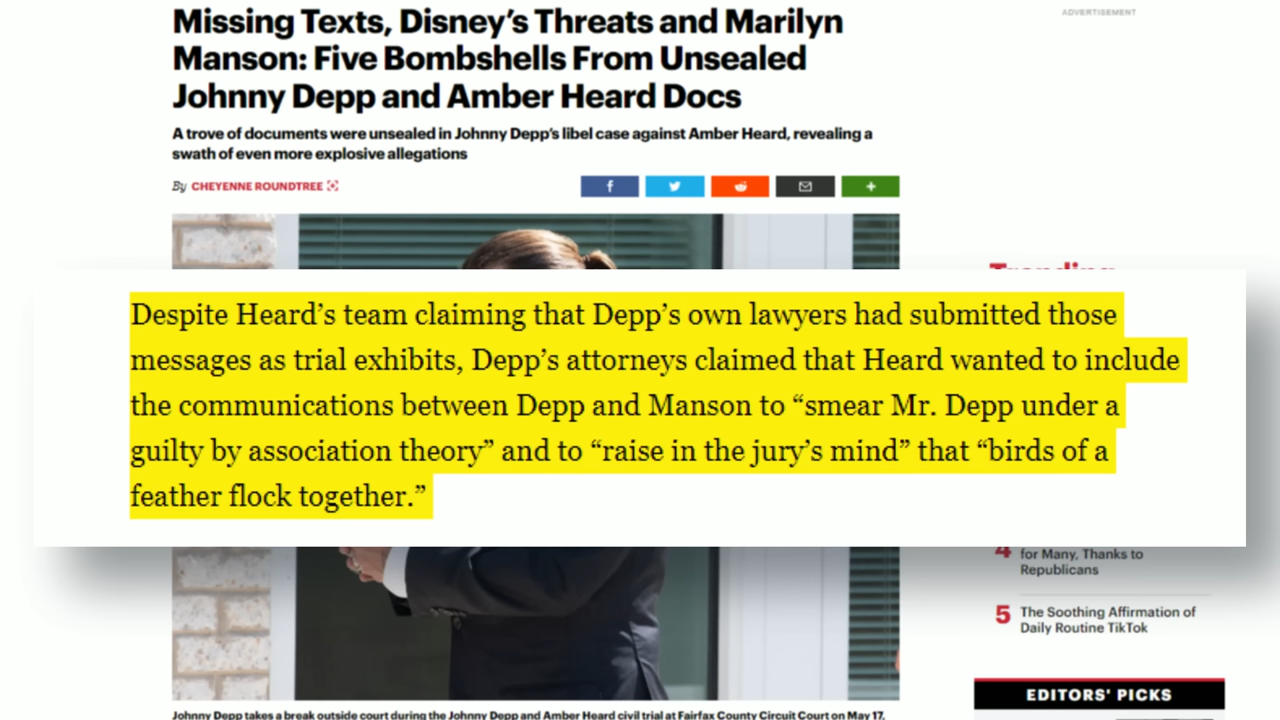 Missing Texts, Disney's Threats and Marilyn
Manson: Five Bombshells From Unsealed
Johnny Depp and Amber Heard Docs
ADVERTISEMENT
A trove of documents were unsealed in Johnny Depp's libel case against Amber Heard, revealing a
swath of even more explosive allegations
By CHEYENNE ROUNDTREE
Trending
Despite Heard’s team claiming that Depp’s own lawyers had submitted those
messages as trial exhibits, Depp’s attorneys claimed that Heard wanted to include
the communications between Depp and Manson to “smear Mr. Depp under a
guilty by association theory” and to “raise in the jury’s mind” that “birds of a
feather flock together.”
4 for Many, Thanks to
Republicans
5 The Soothing Affirmation of
Daily Routine TikTok
EDITORS' PICKS
Johnny Depp takes a break outside court during the Johnny Depp and Amber Heard civil trial at Fairfax County Circuit Court on May 17,